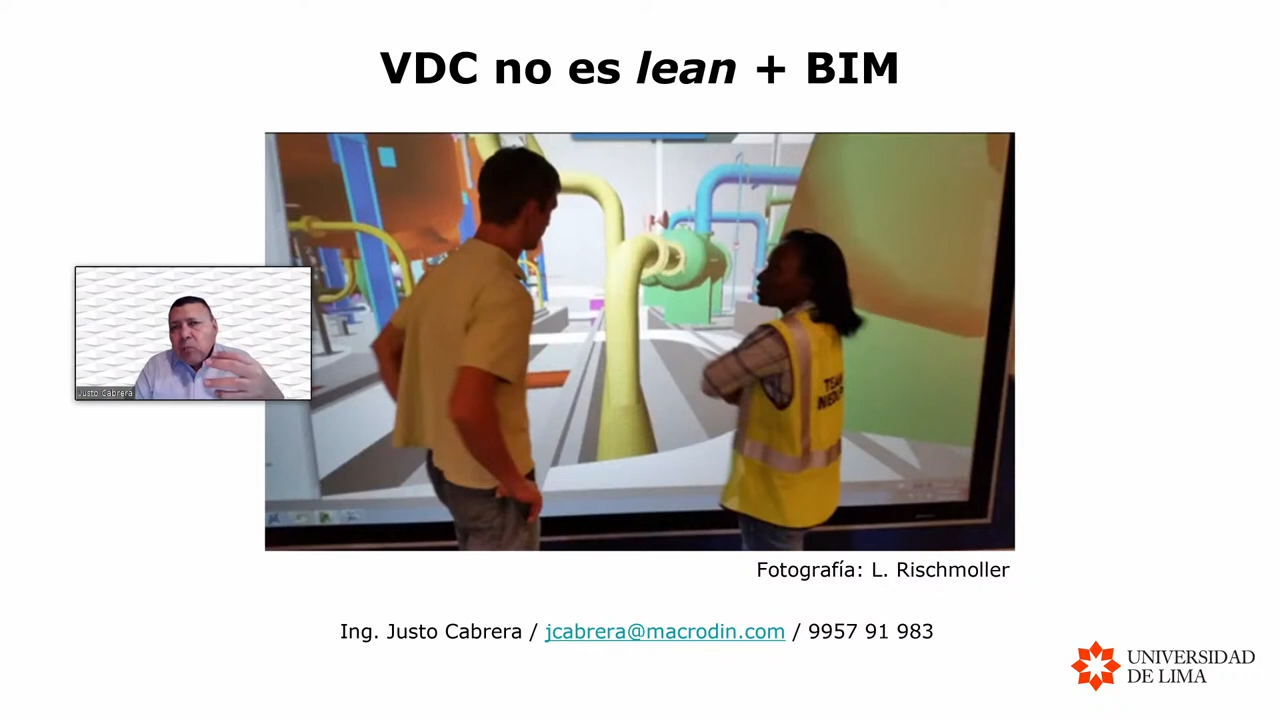 VDC no es lean + BIM
Justo Cabrera
TEAM
Fotografía: L. Rischmoller
Ing. Justo Cabrera / jcabrera@macrodin.com / 9957 91 983
UNIVERSIDAD
DE LIMA